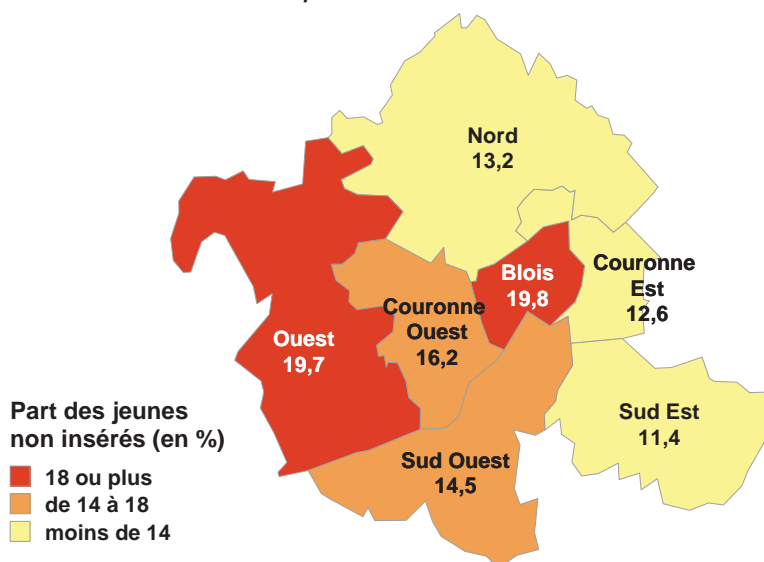 Nord
13,2
Blois
19,8
Couronne
Est
12,6
Couronne
Ouest
16,2
Ouest
19,7
Sud Est
11,4
Sud Ouest
14,5
Part des jeunes
non insérés (en %)
18 ou plus
de 14 à 18
moins de 14